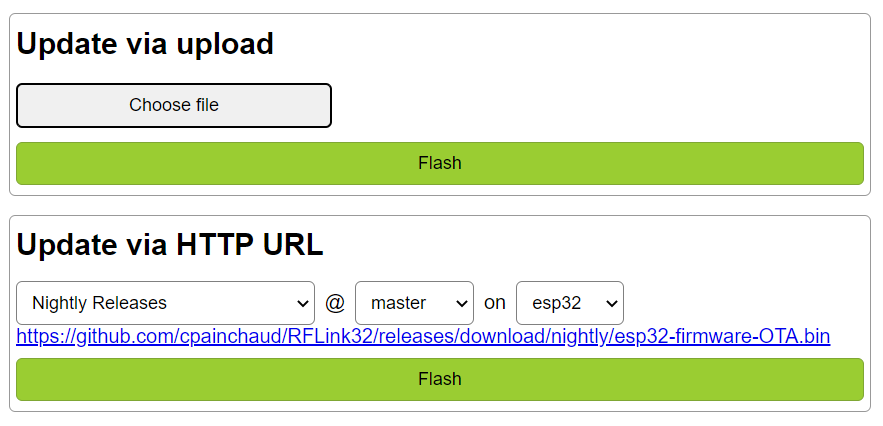 Update via upload
Choose file
Flash
Update via HTTP URL
Nightly Releases @ master on esp32
https://github.com/cpainchaud/RFLink32/releases/download/nightly/esp32-firmware-OTA.bin
Flash